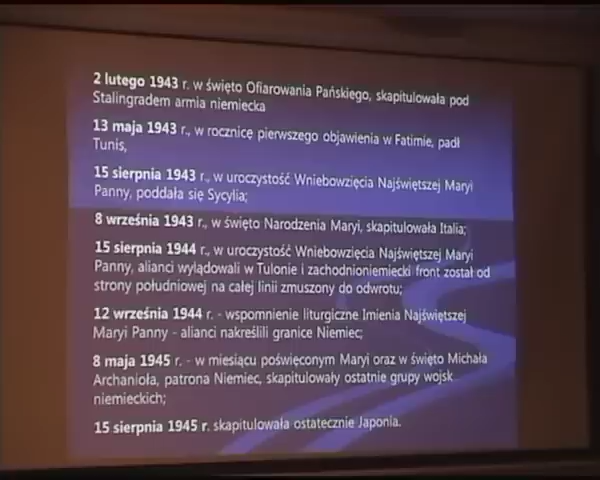 2 lutego 1943 r. w święto Ofiarowania Pańskiego, skapitulowała pod
Stalingradem armia niemiecka
13 maja 1943 r., w rocznicę pierwszego objawienia w Fatimie, padł
Tunis,
15 sierpnia 1943 r., w uroczystość Wniebowzięcia Najświętszej Maryi
Panny, poddała się Sycylia;
8 września 1943 r., w święto Narodzenia Maryi, skapitulowała Italia;
15 sierpnia 1944 r., w uroczystość Wniebowzięcia Najświętszej Maryi
Panny, alianci wylądowali w Tulonie i zachodnioniemiecki front został od
strony południowej na całej linii zmuszony do odwrotu;
12 września 1944 r. - wspomnienie liturgiczne Imienia Najświętszej
Maryi Panny - alianci nakreślili granice Niemiec;
8 maja 1945 r. - w miesiącu poświęconym Maryi oraz w święto Michała
Archanioła, patrona Niemiec, skapitulowały ostatnie grupy wojsk
niemieckich;
15 sierpnia 1945 r. skapitulowała ostatecznie Japonia.